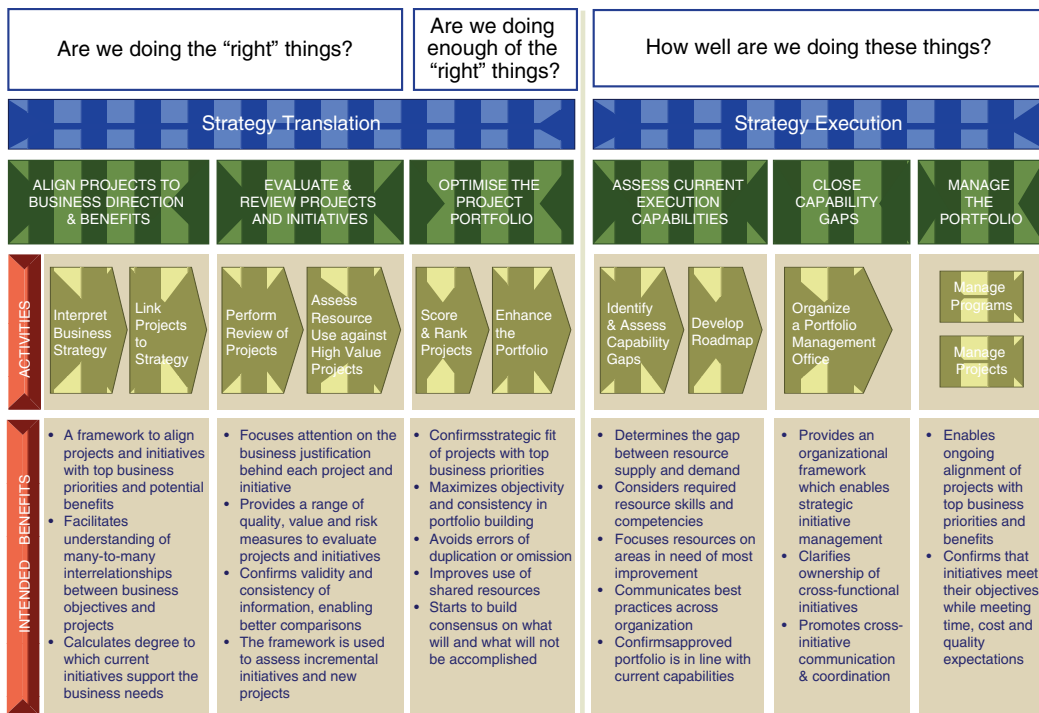 Are we doing the “right” things?
Are we doing
enough of the
“right” things?
How well are we doing these things?
Strategy Translation
Strategy Execution
ALIGN PROJECTS TO
BUSINESS DIRECTION
& BENEFITS
EVALUATE &
REVIEW PROJECTS
AND INITIATIVES
OPTIMISE THE
PROJECT
PORTFOLIO
ASSESS CURRENT
EXECUTION
CAPABILITIES
CLOSE
CAPABILITY
GAPS
MANAGE
THE
PORTFOLIO
ACTIVITIES
Interpret
Business
Strategy
Link
Projects
to
Strategy
Perform
Review of
Projects
Assess
Resource
Use against
High Value
Projects
Score
& Rank
Projects
Enhance
the
Portfolio
Identify
& Assess
Capability
Gaps
Develop
Roadmap
Organize
a Portfolio
Management
Office
Manage
Programs
Manage
Projects
INTENDED BENEFITS
• A framework to align
projects and initiatives
with top business
priorities and potential
benefits
• Facilitates
understanding of
many-to-many
interrelationships
between business
objectives and
projects
• Calculates degree to
which current
initiatives support the
business needs
• Focuses attention on the
business justification
behind each project and
initiative
• Provides a range of
quality, value and risk
measures to evaluate
projects and initiatives
• Confirms validity and
consistency of
information, enabling
better comparisons
• The framework is used
to assess incremental
initiatives and new
projects
• Confirmsstrategic fit
of projects with top
business priorities
• Maximizes objectivity
and consistency in
portfolio building
• Avoids errors of
duplication or omission
• Improves use of
shared resources
• Starts to build
consensus on what
will and what will not
be accomplished
• Determines the gap
between resource
supply and demand
• Considers required
resource skills and
competencies
• Focuses resources on
areas in need of most
improvement
• Communicates best
practices across
organization
• Confirmsapproved
portfolio is in line with
current capabilities
• Provides an
organizational
framework
which enables
strategic
initiative
management
• Clarifies
ownership of
cross-functional
initiatives
• Promotes cross-
initiative
communication
& coordination
• Enables
ongoing
alignment of
projects with
top business
priorities and
benefits
• Confirms that
initiatives meet
their objectives
while meeting
time, cost and
quality
expectations